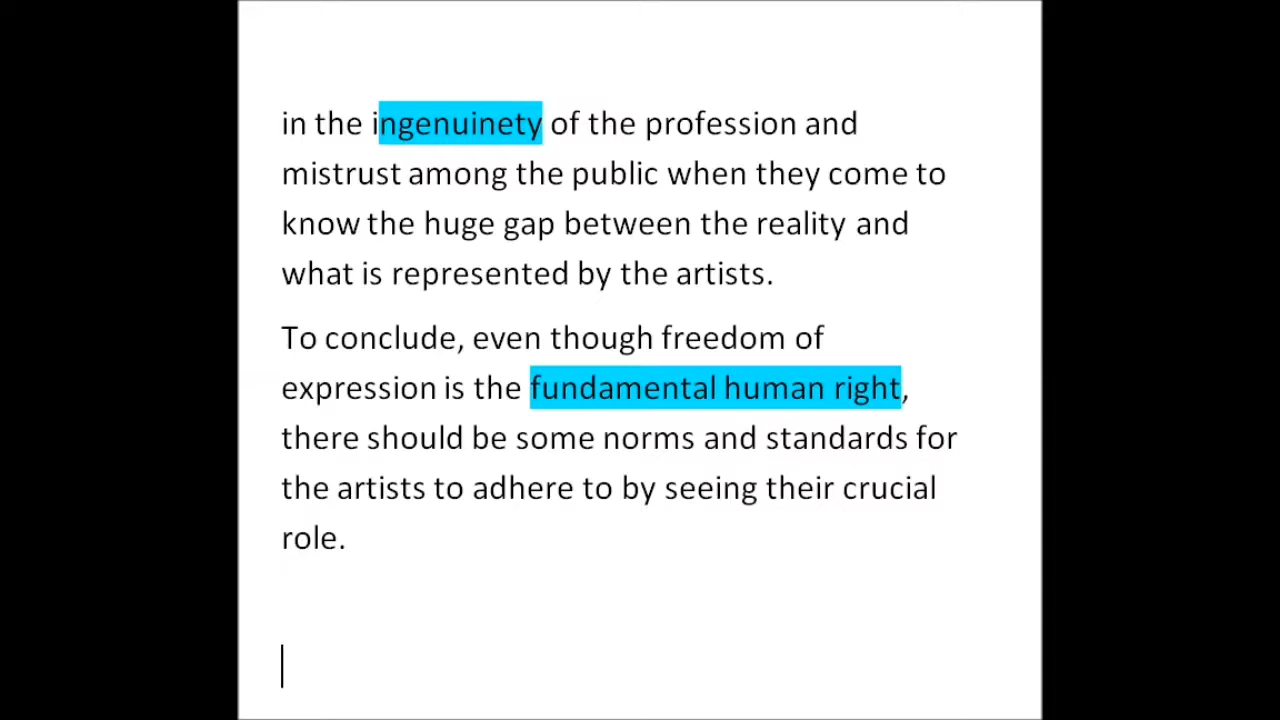 in the ingenuinety of the profession and
mistrust among the public when they come to
know the huge gap between the reality and
what is represented by the artists.
To conclude, even though freedom of
expression is the fundamental human right,
there should be some norms and standards for
the artists to adhere to by seeing their crucial
role.